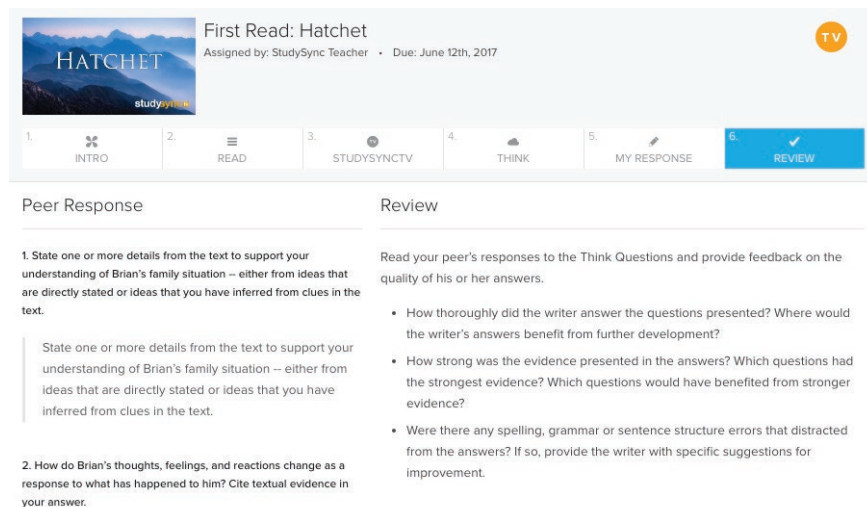 First Read: Hatchet
Assigned by: StudySync Teacher • Due: June 12th, 2017
HATCHET
studysync
TV
1. INTRO
2. READ
3. STUDYSYNCTV
4. THINK
5. MY RESPONSE
6. REVIEW
Peer Response
1. State one or more details from the text to support your
understanding of Brian's family situation -- either from ideas that
are directly stated or ideas that you have inferred from clues in the
text.
State one or more details from the text to support your
understanding of Brian's family situation -- either from
ideas that are directly stated or ideas that you have
inferred from clues in the text.
2. How do Brian's thoughts, feelings, and reactions change as a
response to what has happened to him? Cite textual evidence in
your answer.
Review
Read your peer's responses to the Think Questions and provide feedback on the
quality of his or her answers.
• How thoroughly did the writer answer the questions presented? Where would
the writer's answers benefit from further development?
• How strong was the evidence presented in the answers? Which questions had
the strongest evidence? Which questions would have benefited from stronger
evidence?
• Were there any spelling, grammar or sentence structure errors that distracted
from the answers? If so, provide the writer with specific suggestions for
improvement.